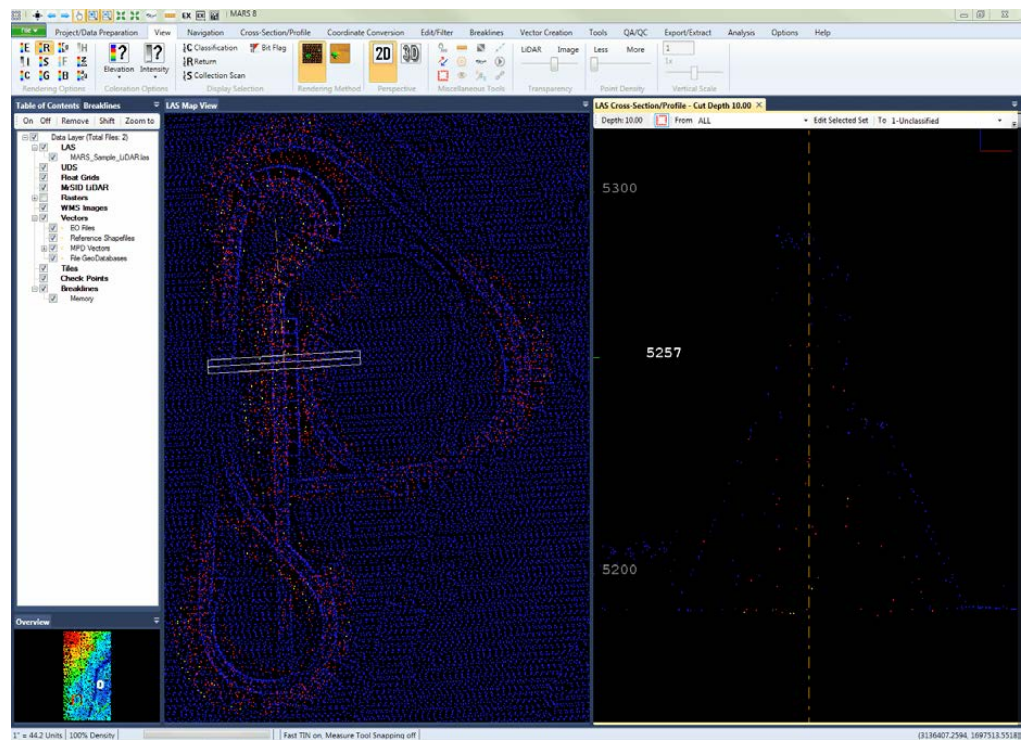 EX EX MARS 8
File Project/Data Preparation View Navigation Cross-Section/Profile Coordinate Conversion Edit/Filter Breaklines Vector Creation Tools QA/QC Export/Extract Analysis Options Help
E R H ? ? C Classification Bit Flag 2D 3D LiDAR Image Less More 1
I S F Z Elevation Intensity R Return 1x
C G B S Collection Scan
Rendering Options Coloration Options Display Selection Rendering Method Perspective Miscellaneous Tools Transparency Point Density Vertical Scale
Table of Contents Breaklines
On Off Remove Shift Zoom to
Data Layer (Total Files: 2)
LAS
MARS_Sample_LiDAR.las
UDS
Float Grids
MrSID LiDAR
Rasters
WMS Images
Vectors
EO Files
Reference Shapefiles
MFD Vectors
File GeoDatabases
Tiles
Check Points
Breaklines
Memory
Overview
LAS Map View
LAS Cross-Section/Profile - Cut Depth 10.00
Depth: 10.00 From ALL Edit Selected Set To 1-Unclassified
5300
5257
5200
1" = 44.2 Units 100% Density Fast TIN on, Measure Tool Snapping off (3136407.2594, 1697513.5518)